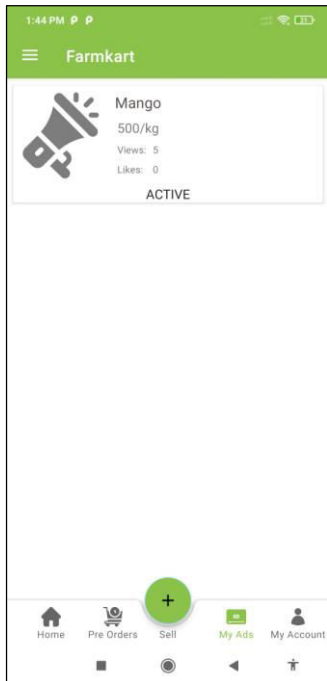 1:44 PM
Farmkart
Mango
500/kg
Views: 5
Likes: 0
ACTIVE
+
Home Pre Orders Sell My Ads My Account